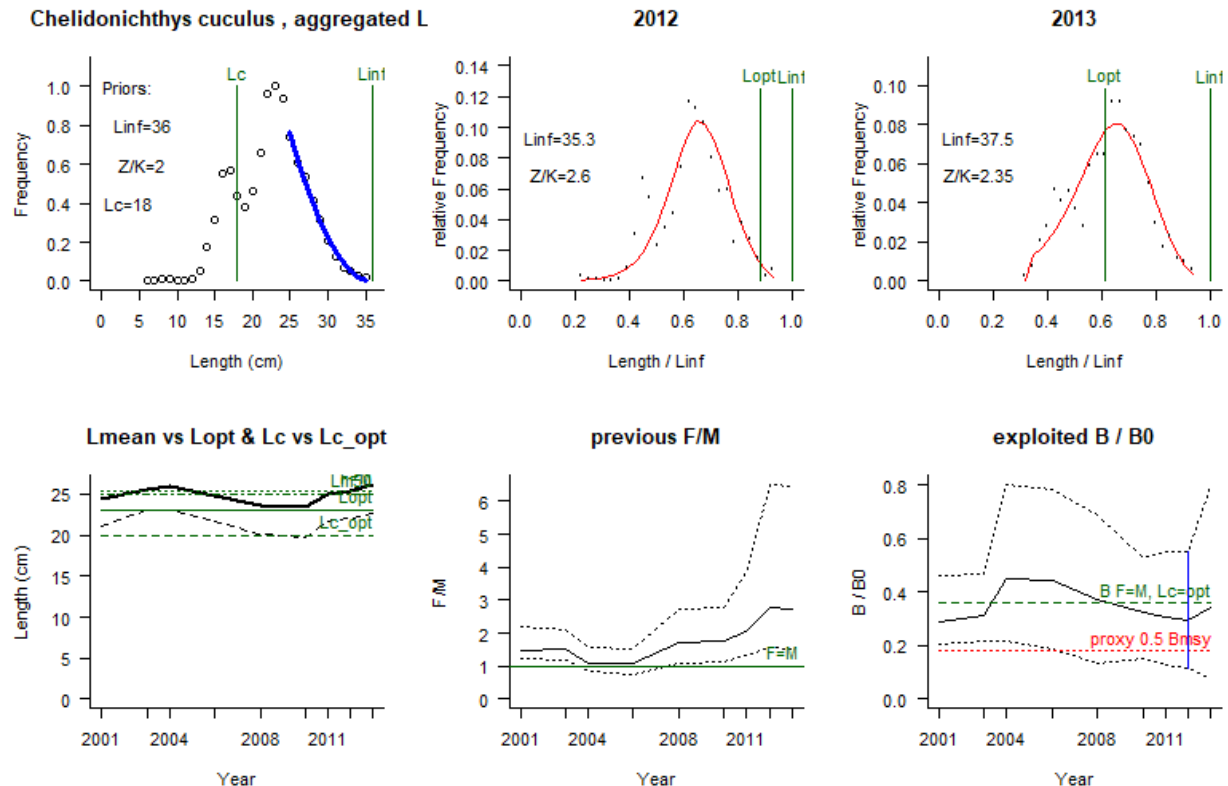 Chelidonichthys cuculus , aggregated L
Frequency
0.0
0.2
0.4
0.6
0.8
1.0
Priors:
Linf=36
Z/K=2
Lc=18
Lc
Linf
0 5 10 15 20 25 30 35
Length (cm)
2012
relative Frequency
0.00
0.02
0.04
0.06
0.08
0.10
0.12
0.14
Linf=35.3
Z/K=2.6
Lopt
Linf
0.0 0.2 0.4 0.6 0.8 1.0
Length / Linf
2013
relative Frequency
0.00
0.02
0.04
0.06
0.08
0.10
Linf=37.5
Z/K=2.35
Lopt
Linf
0.0 0.2 0.4 0.6 0.8 1.0
Length / Linf
Lmean vs Lopt & Lc vs Lc_opt
Length (cm)
0
5
10
15
20
25
Lopt
Lc_opt
2001 2004 2008 2011
Year
previous F/M
F/M
0
1
2
3
4
5
6
F=M
2001 2004 2008 2011
Year
exploited B / B0
B / B0
0.0
0.2
0.4
0.6
0.8
B F=M, Lc=opt
proxy 0.5 Bmsy
2001 2004 2008 2011
Year